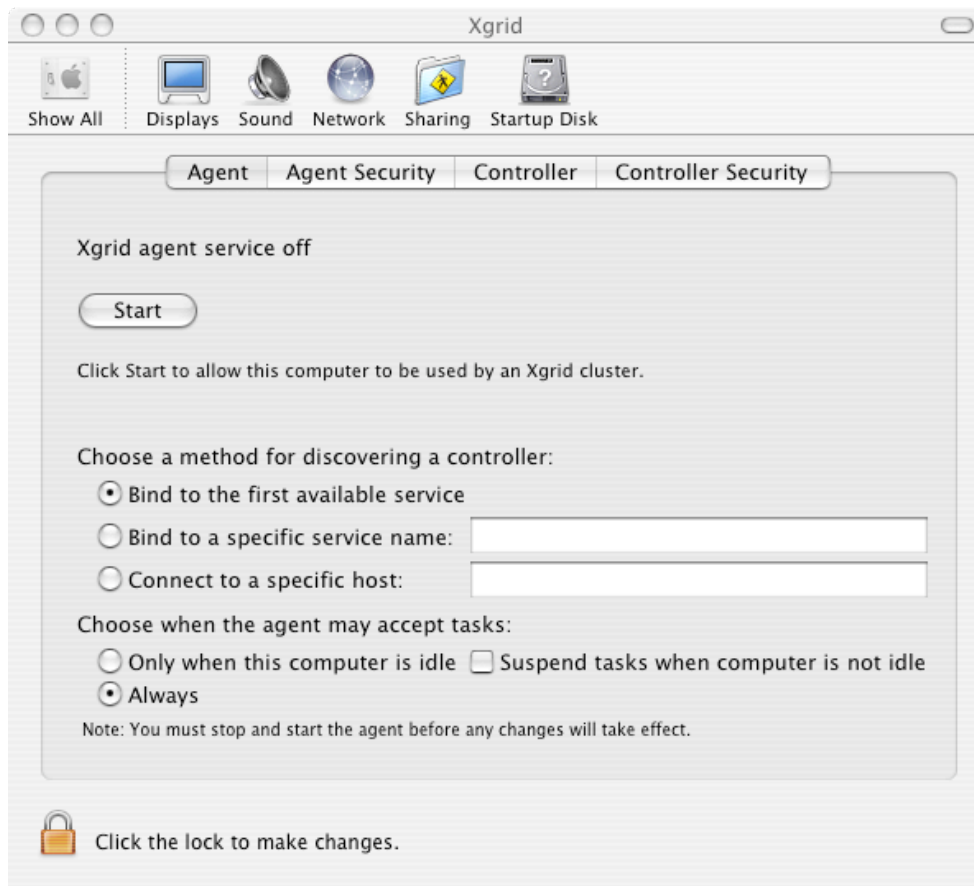 Xgrid
Show All Displays Sound Network Sharing Startup Disk
Agent Agent Security Controller Controller Security
Xgrid agent service off
Start
Click Start to allow this computer to be used by an Xgrid cluster.
Choose a method for discovering a controller:
Bind to the first available service
Bind to a specific service name:
Connect to a specific host:
Choose when the agent may accept tasks:
Only when this computer is idle Suspend tasks when computer is not idle
Always
Note: You must stop and start the agent before any changes will take effect.
Click the lock to make changes.